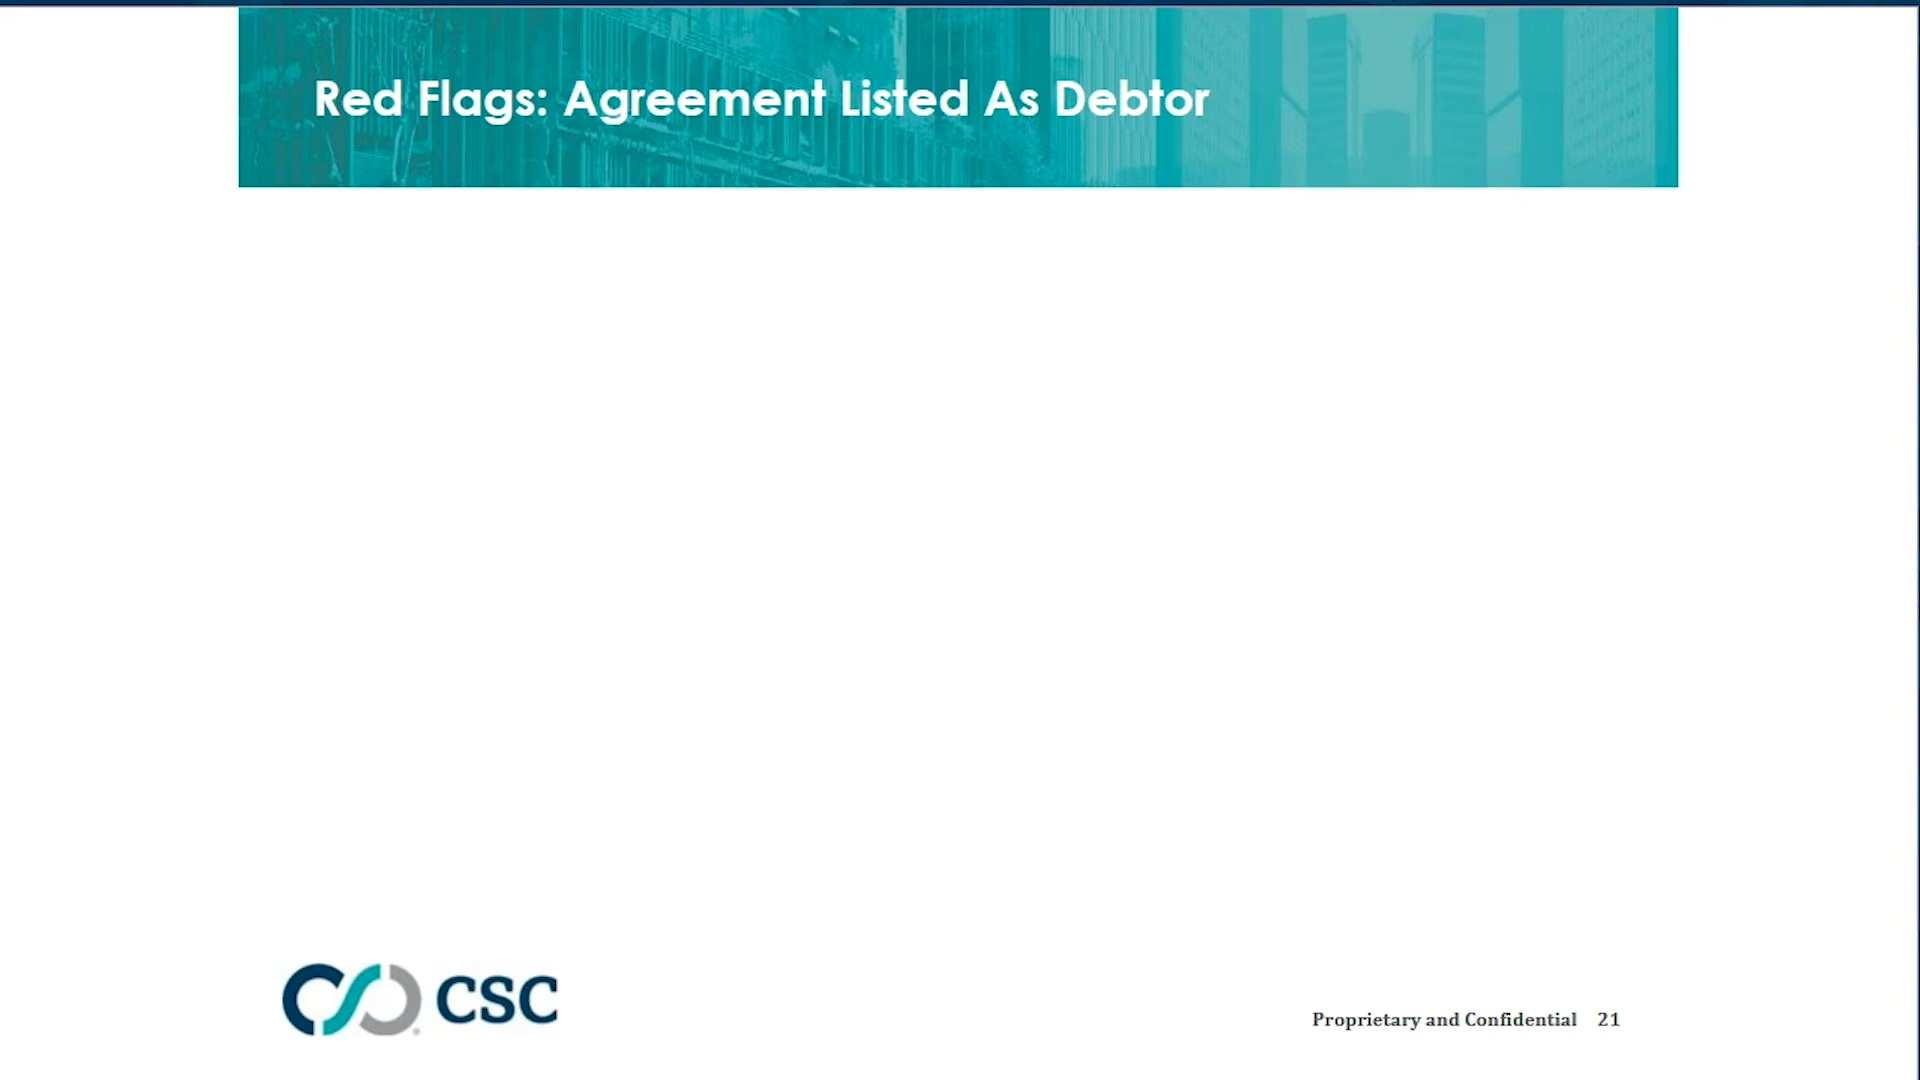 Red Flags: Agreement Listed As Debtor
CSC
Proprietary and Confidential 21